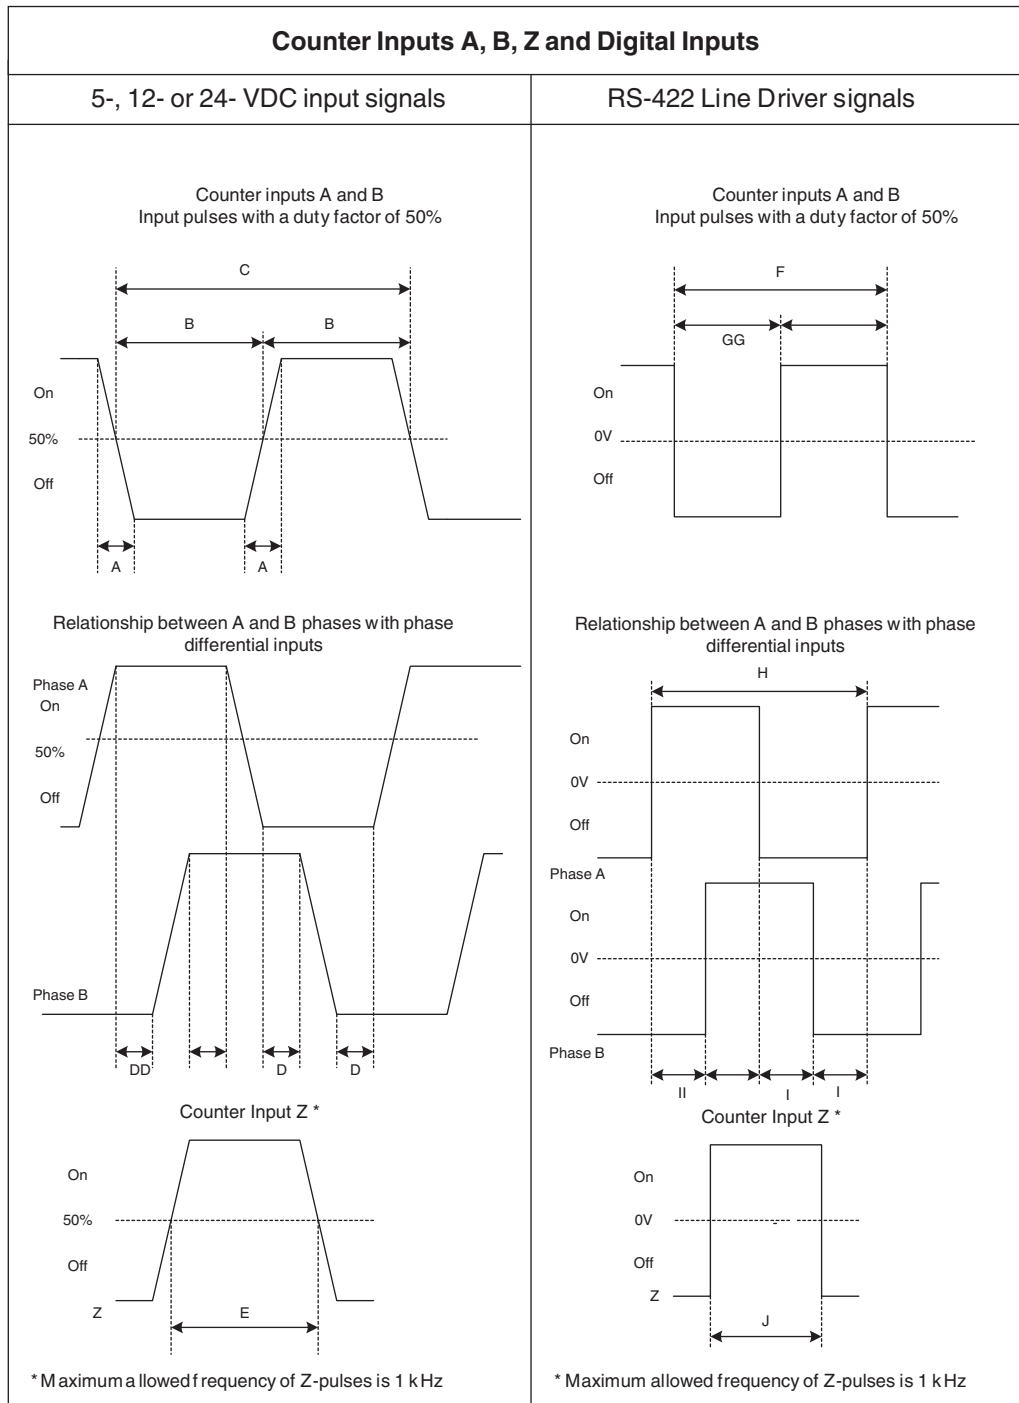 Counter Inputs A, B, Z and Digital Inputs
5-, 12- or 24- VDC input signals
RS-422 Line Driver signals
Counter inputs A and B
Input pulses with a duty factor of 50%
C
B B
On
50%
Off
A A
Relationship between A and B phases with phase
differential inputs
Phase A
On
50%
Off
Phase B
DD D D
Counter Input Z *
On
50%
Off
Z
E
* Maximum allowed frequency of Z-pulses is 1 kHz
Counter inputs A and B
Input pulses with a duty factor of 50%
F
GG
On
0V
Off
Relationship between A and B phases with phase
differential inputs
H
On
0V
Off
Phase A
On
0V
Off
Phase B
II I I
Counter Input Z *
On
0V
Off
Z
J
* Maximum allowed frequency of Z-pulses is 1 kHz